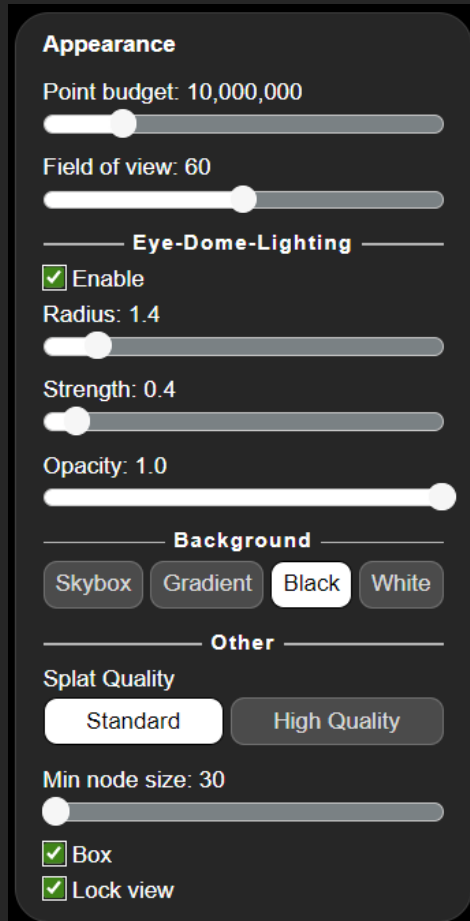 Appearance
Point budget: 10,000,000
Field of view: 60
Eye-Dome-Lighting
Enable
Radius: 1.4
Strength: 0.4
Opacity: 1.0
Background
Skybox Gradient Black White
Other
Splat Quality
Standard High Quality
Min node size: 30
Box
Lock view